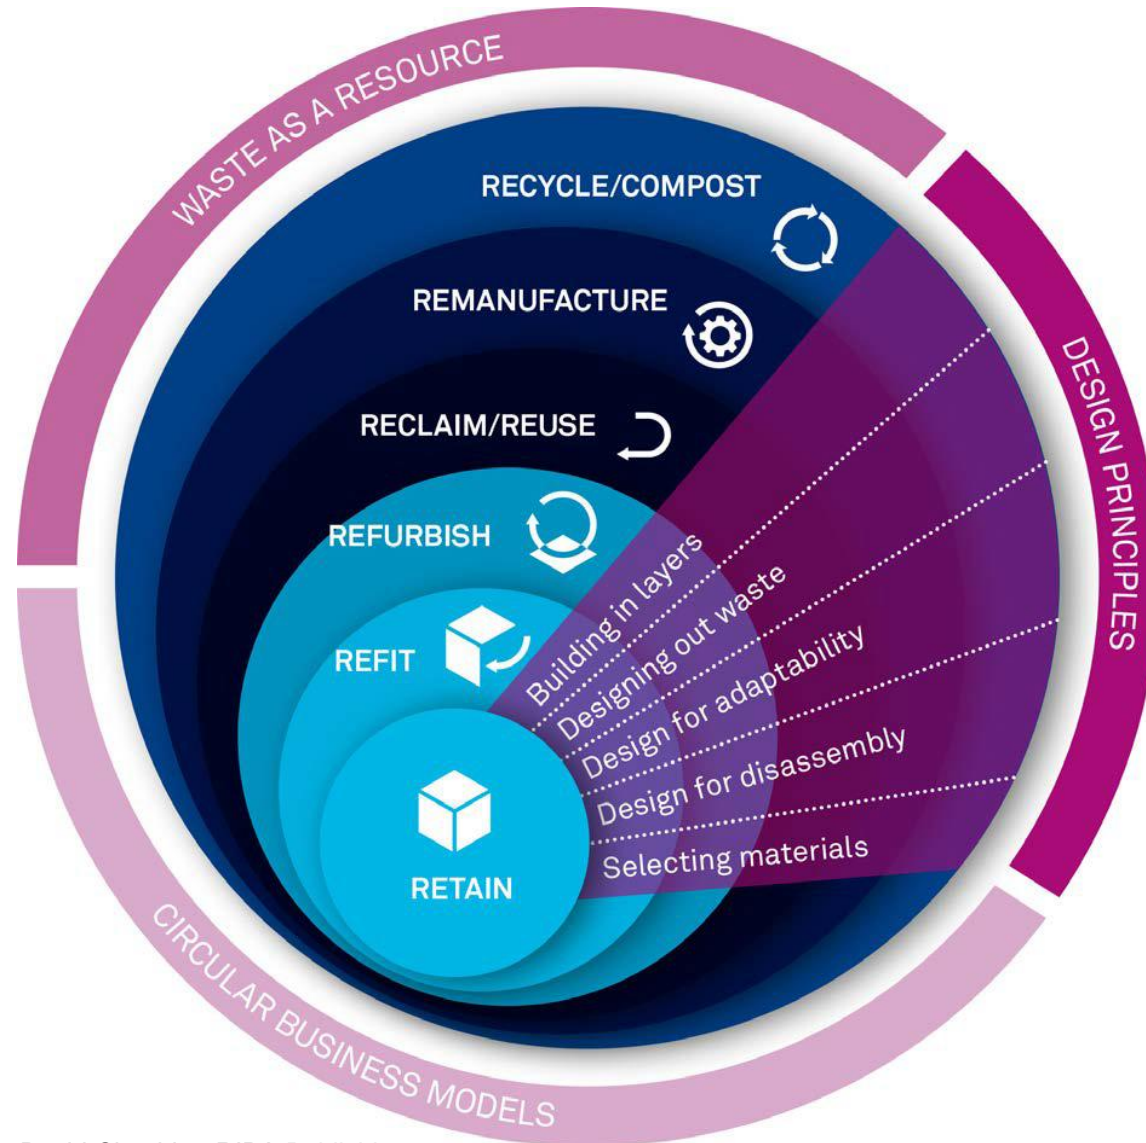 WASTE AS A RESOURCE
RECYCLE/COMPOST
REMANUFACTURE
RECLAIM/REUSE
REFURBISH
REFIT
RETAIN
Building in layers
Designing out waste
Design for adaptability
Design for disassembly
Selecting materials
DESIGN PRINCIPLES
CIRCULAR BUSINESS MODELS